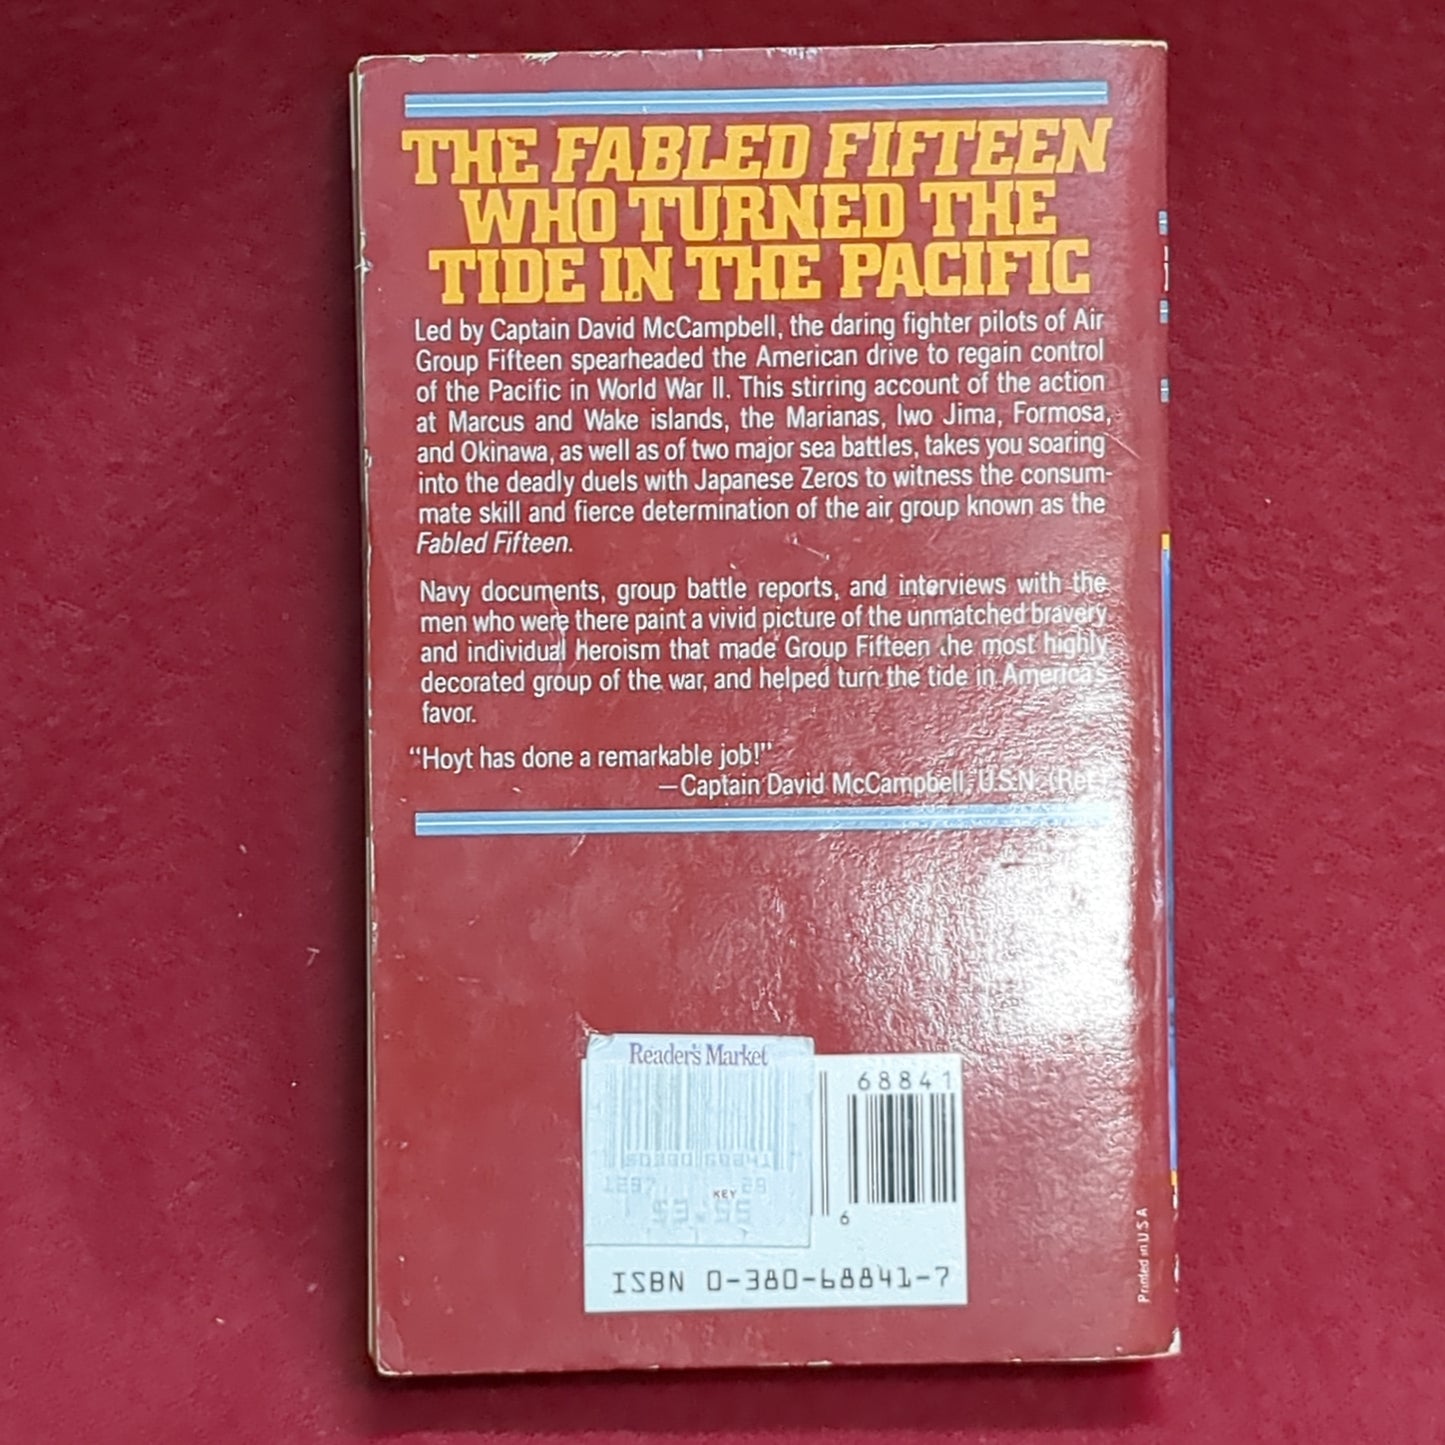 THE FABLED FIFTEEN
WHO TURNED THE
TIDE IN THE PACIFIC
Led by Captain David McCampbell, the daring fighter pilots of Air
Group Fifteen spearheaded the American drive to regain control
of the Pacific in World War II. This stirring account of the action
at Marcus and Wake islands, the Marianas, Iwo Jima, Formosa,
and Okinawa, as well as of two major sea battles, takes you soaring
into the deadly duels with Japanese Zeros to witness the consum-
mate skill and fierce determination of the air group known as the
Fabled Fifteen.
Navy documents, group battle reports, and interviews with the
men who were there paint a vivid picture of the unmatched bravery
and individual heroism that made Group Fifteen the most highly
decorated group of the war, and helped turn the tide in America's
favor.
"Hoyt has done a remarkable job!"
—Captain David McCampbell, U.S.N. (Ret.)
Reader's Market
68841
KEY
6
ISBN 0-380-68841-7
Printed in U S A